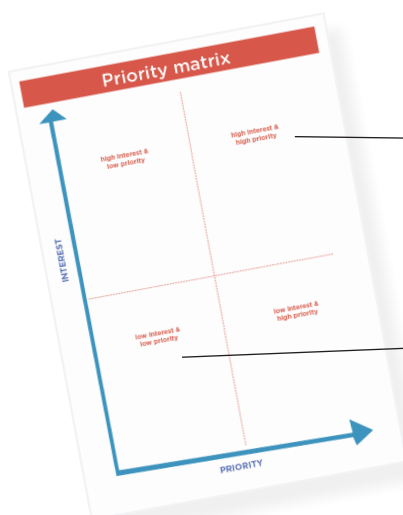 Priority matrix
high interest &
low priority
high interest &
high priority
INTEREST
low interest &
low priority
low interest &
high priority
PRIORITY